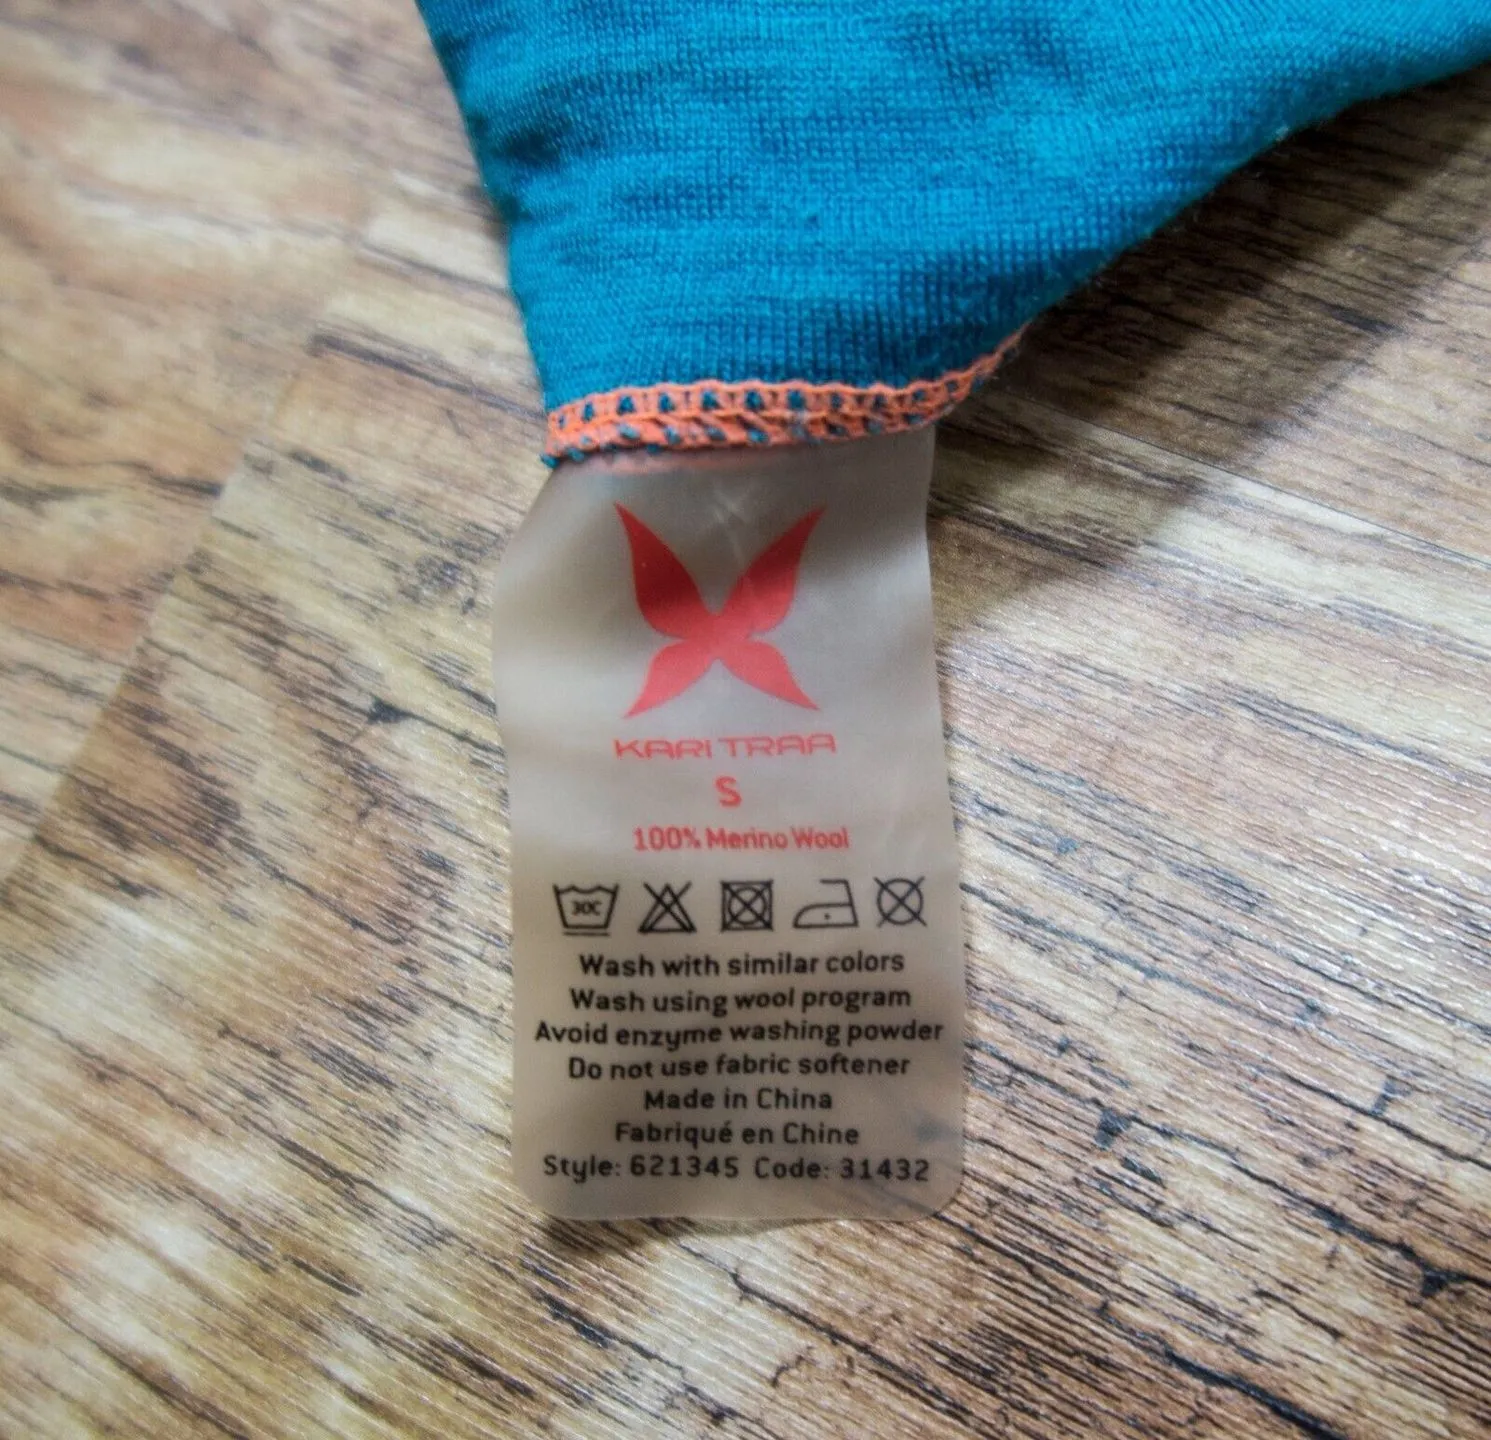 KARI TRAA
S
100% Merino Wool
30C
Wash with similar colors
Wash using wool program
Avoid enzyme washing powder
Do not use fabric softener
Made in China
Fabriqué en Chine
Style: 621345 Code: 31432